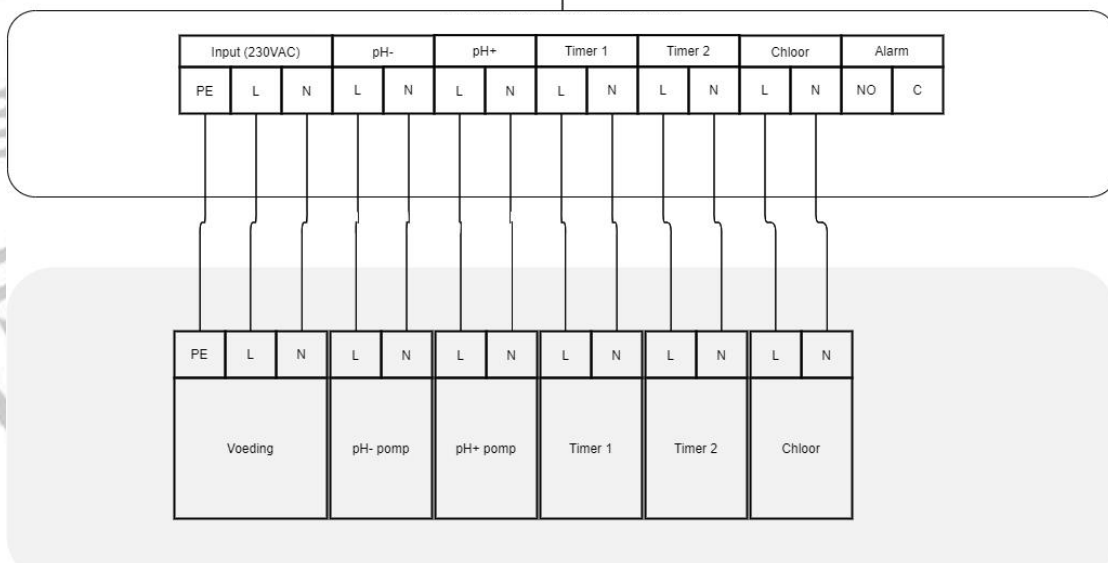 Input (230VAC) pH- pH+ Timer 1 Timer 2 Chloor Alarm
PE L N L N L N L N L N L N NO C
PE L N L N L N L N L N L N
Voeding pH- pomp pH+ pomp Timer 1 Timer 2 Chloor